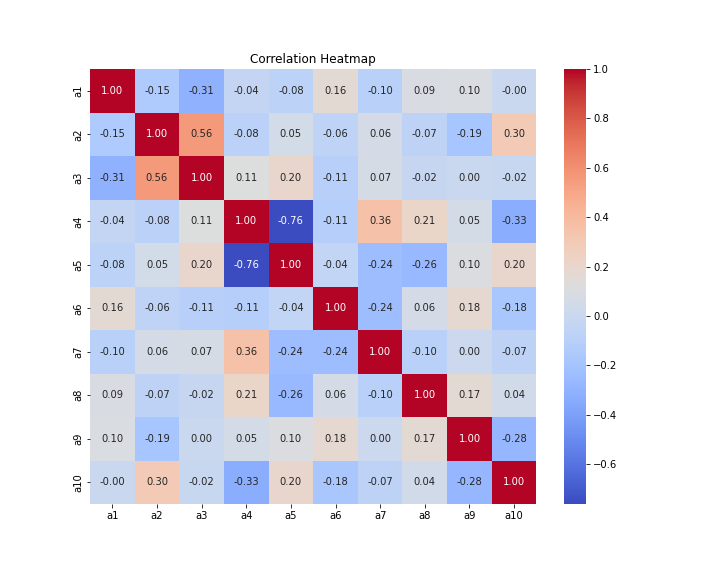 Correlation Heatmap
a1 1.00 -0.15 -0.31 -0.04 -0.08 0.16 -0.10 0.09 0.10 -0.00
a2 -0.15 1.00 0.56 -0.08 0.05 -0.06 0.06 -0.07 -0.19 0.30
a3 -0.31 0.56 1.00 0.11 0.20 -0.11 0.07 -0.02 0.00 -0.02
a4 -0.04 -0.08 0.11 1.00 -0.76 -0.11 0.36 0.21 0.05 -0.33
a5 -0.08 0.05 0.20 -0.76 1.00 -0.04 -0.24 -0.26 0.10 0.20
a6 0.16 -0.06 -0.11 -0.11 -0.04 1.00 -0.24 0.06 0.18 -0.18
a7 -0.10 0.06 0.07 0.36 -0.24 -0.24 1.00 -0.10 0.00 -0.07
a8 0.09 -0.07 -0.02 0.21 -0.26 0.06 -0.10 1.00 0.17 0.04
a9 0.10 -0.19 0.00 0.05 0.10 0.18 0.00 0.17 1.00 -0.28
a10 -0.00 0.30 -0.02 -0.33 0.20 -0.18 -0.07 0.04 -0.28 1.00
a1 a2 a3 a4 a5 a6 a7 a8 a9 a10
1.0
0.8
0.6
0.4
0.2
0.0
−0.2
−0.4
−0.6